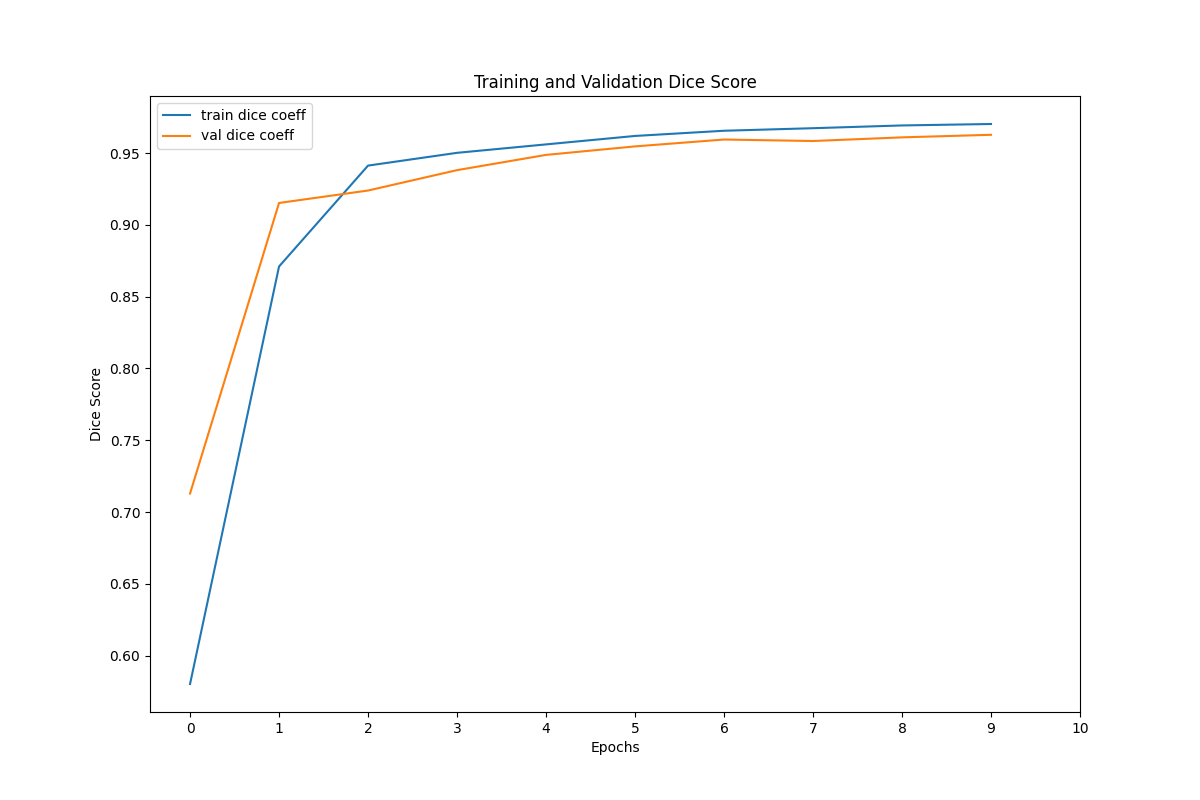 Training and Validation Dice Score
train dice coeff
val dice coeff
0.95
0.90
0.85
0.80
0.75
0.70
0.65
0.60
Dice Score
0 1 2 3 4 5 6 7 8 9 10
Epochs